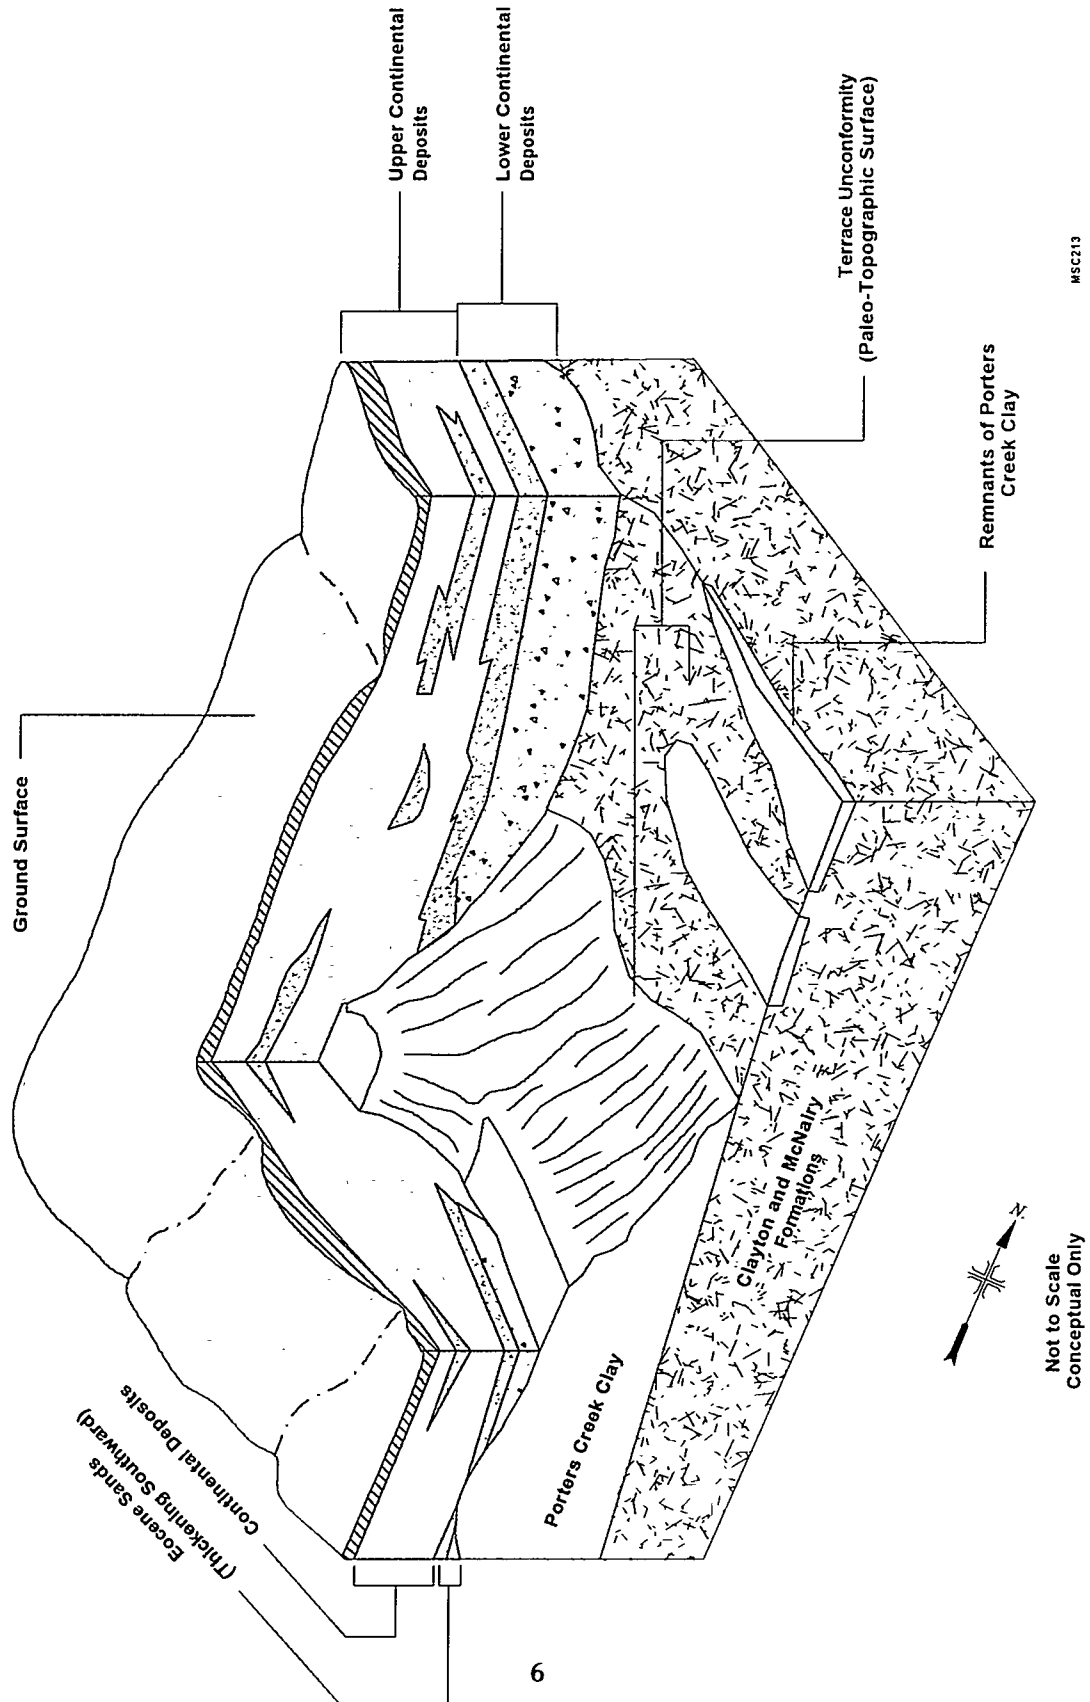 Ground Surface
Upper Continental
Deposits
Lower Continental
Deposits
Terrace Unconformity
(Paleo-Topographic Surface)
Remnants of Porters
Creek Clay
Eocene Sands
(Thickening Southward)
Continental Deposits
Porters Creek Clay
Clayton and McNairy
Formations
N.
Not to Scale
Conceptual Only
MSC213
6